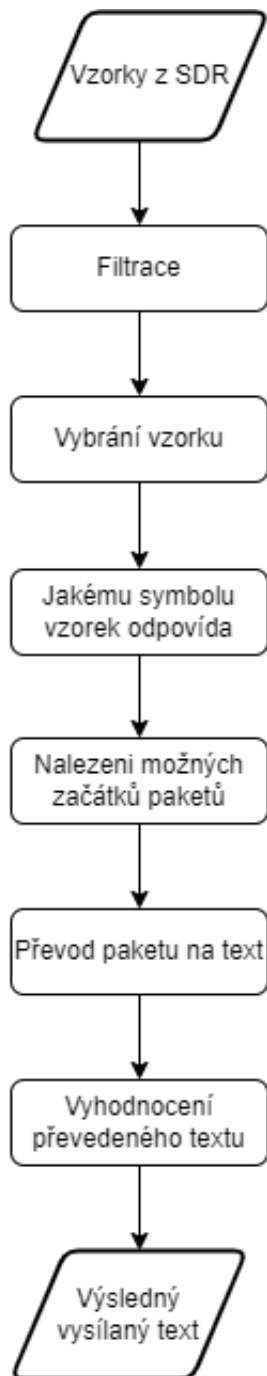 Vzorky z SDR
Filtrace
Vybrání vzorku
Jakému symbolu
vzorek odpovída
Nalezeni možných
začátků paketů
Převod paketu na text
Vyhodnocení
převedeného textu
Výsledný
vysílaný text